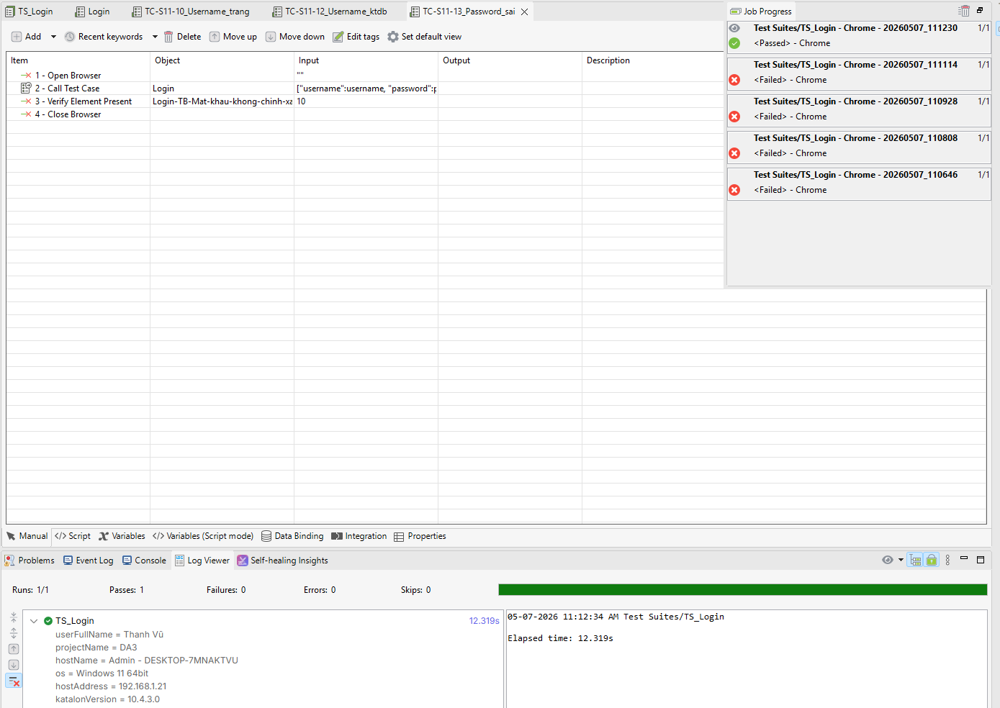 TS_Login Login TC-S11-10_Username_trang TC-S11-12_Username_ktdb TC-S11-13_Password_sai
Add Recent keywords Delete Move up Move down Edit tags Set default view
Item Object Input Output Description
1 - Open Browser ""
2 - Call Test Case Login ["username":username, "password":p
3 - Verify Element Present Login-TB-Mat-khau-khong-chinh-xa 10
4 - Close Browser
Job Progress
Test Suites/TS_Login - Chrome - 20260507_111230 1/1
<Passed> - Chrome
Test Suites/TS_Login - Chrome - 20260507_111114 1/1
<Failed> - Chrome
Test Suites/TS_Login - Chrome - 20260507_110928 1/1
<Failed> - Chrome
Test Suites/TS_Login - Chrome - 20260507_110808 1/1
<Failed> - Chrome
Test Suites/TS_Login - Chrome - 20260507_110646 1/1
<Failed> - Chrome
Manual </> Script Variables </> Variables (Script mode) Data Binding Integration Properties
Problems Event Log Console Log Viewer Self-healing Insights
Runs: 1/1 Passes: 1 Failures: 0 Errors: 0 Skips: 0
TS_Login 12.319s
userFullName = Thanh Vũ
projectName = DA3
hostName = Admin - DESKTOP-7MNAKTVU
os = Windows 11 64bit
hostAddress = 192.168.1.21
katalonVersion = 10.4.3.0
05-07-2026 11:12:34 AM Test Suites/TS_Login
Elapsed time: 12.319s